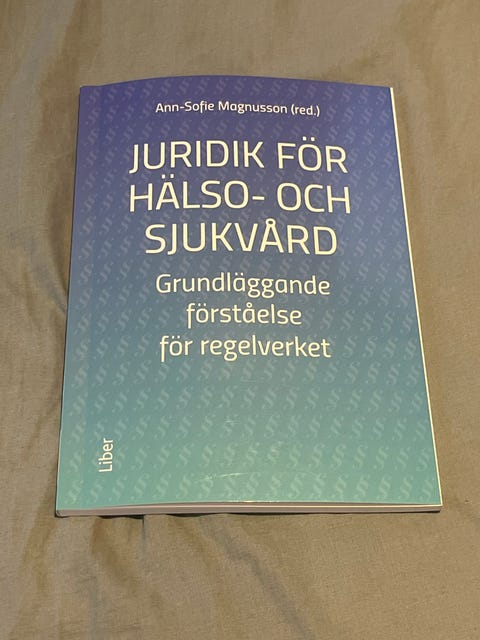 Ann-Sofie Magnusson (red.)
JURIDIK FÖR
HÄLSO- OCH
SJUKVÅRD
Grundläggande
förståelse
för regelverket
Liber